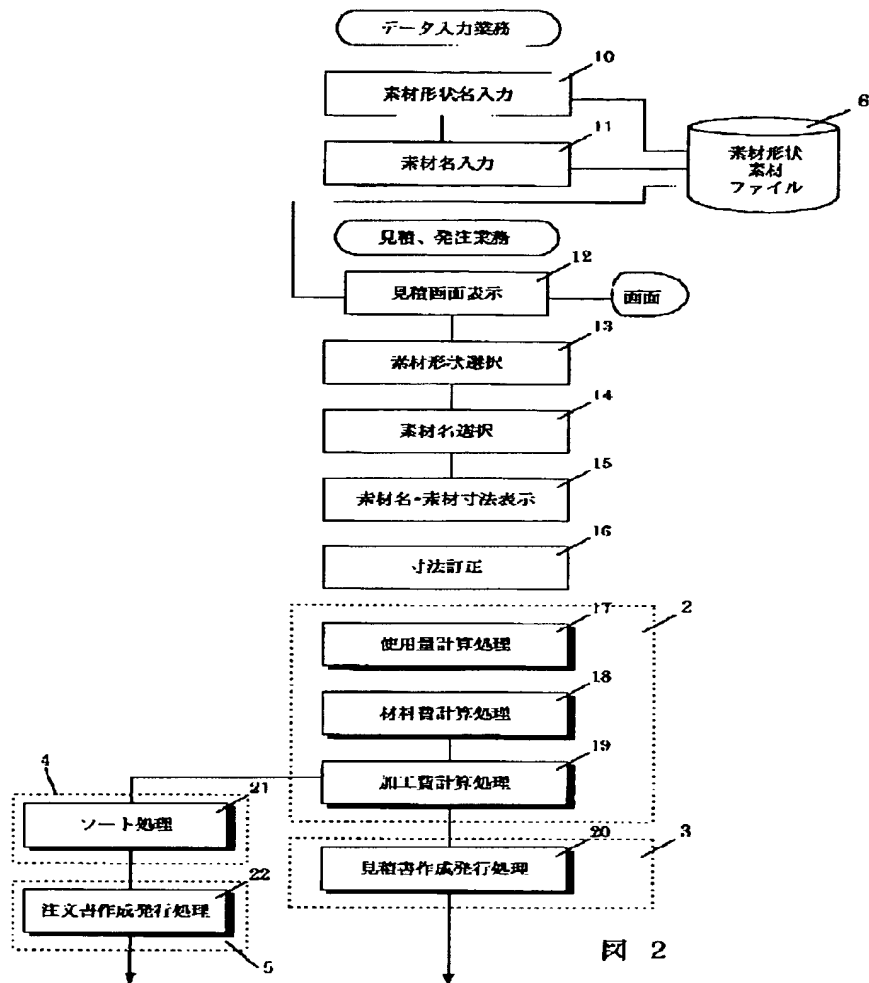 データ入力業務
10
素材形状名入力
6
11
素材名入力
素材形状
素材
ファイル
見積、発注業務
12
見積画面表示
画面
13
素材形状選択
14
素材名選択
15
素材名・素材寸法表示
16
寸法訂正
17
2
使用量計算処理
18
材料費計算処理
19
加工費計算処理
4
21
ソート処理
20
3
見積書作成発行処理
22
注文書作成発行処理
5
図 2